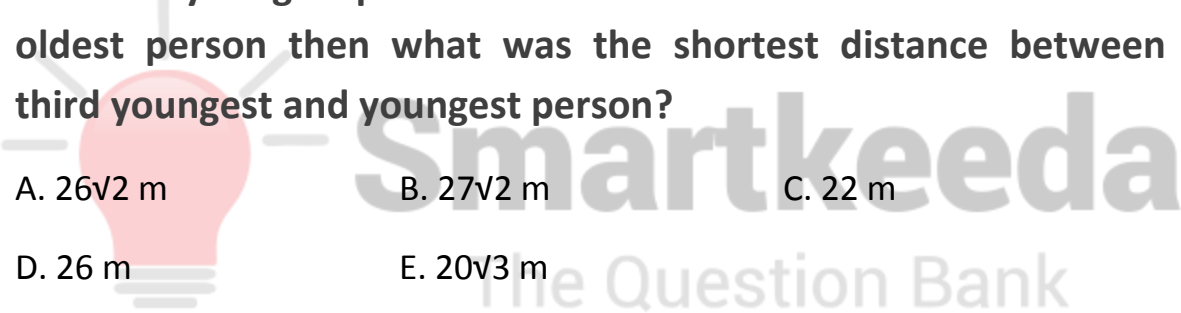 oldest person then what was the shortest distance between
third youngest and youngest person?
Smartkeeda
A. 26√2 m B. 27√2 m C. 22 m
D. 26 m E. 20√3 m
The Question Bank